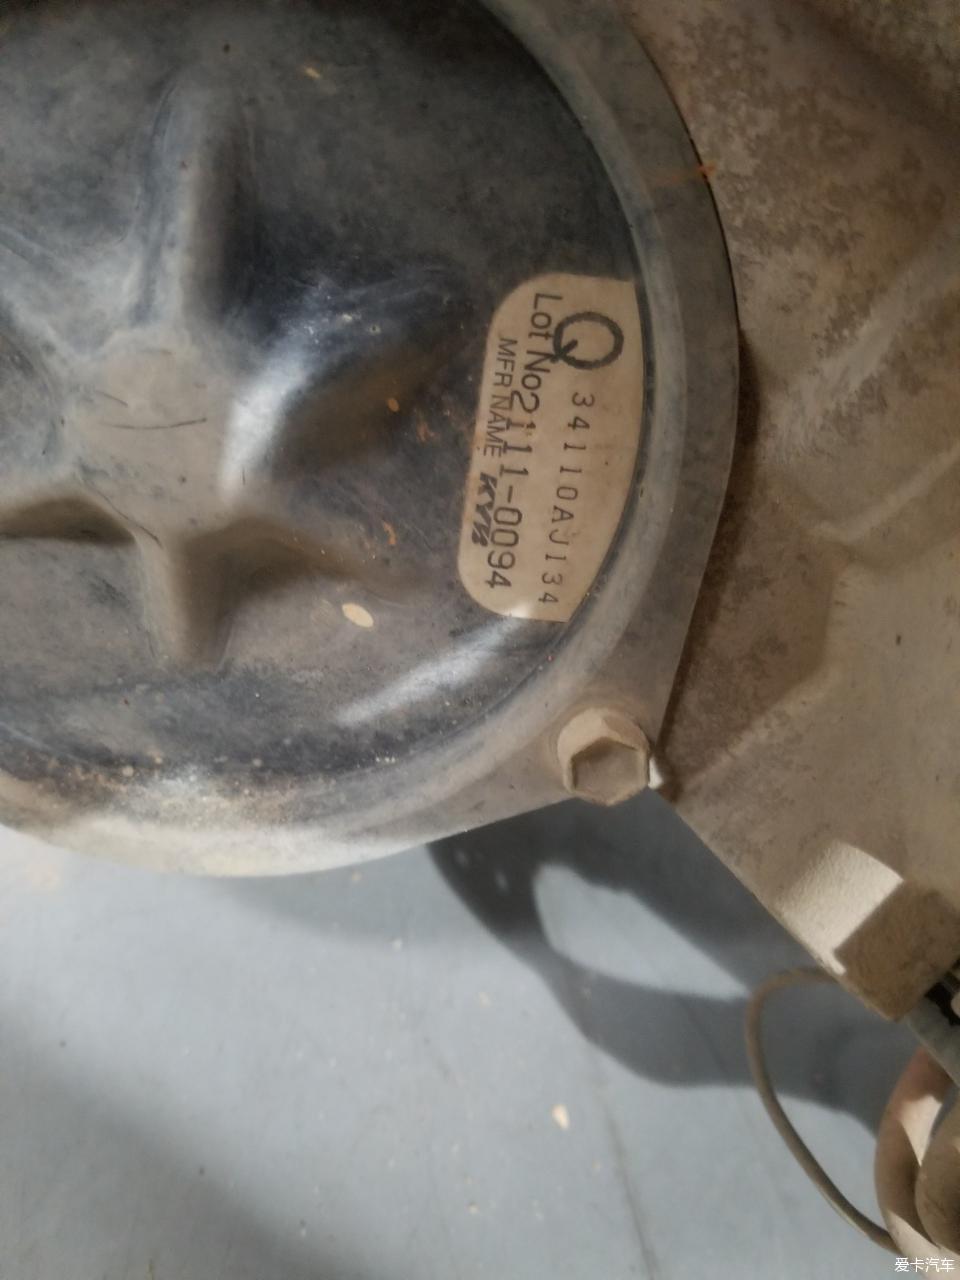 Q 34110AJ134
Lot No2111-0094
MFR NAME KYB
爱卡汽车